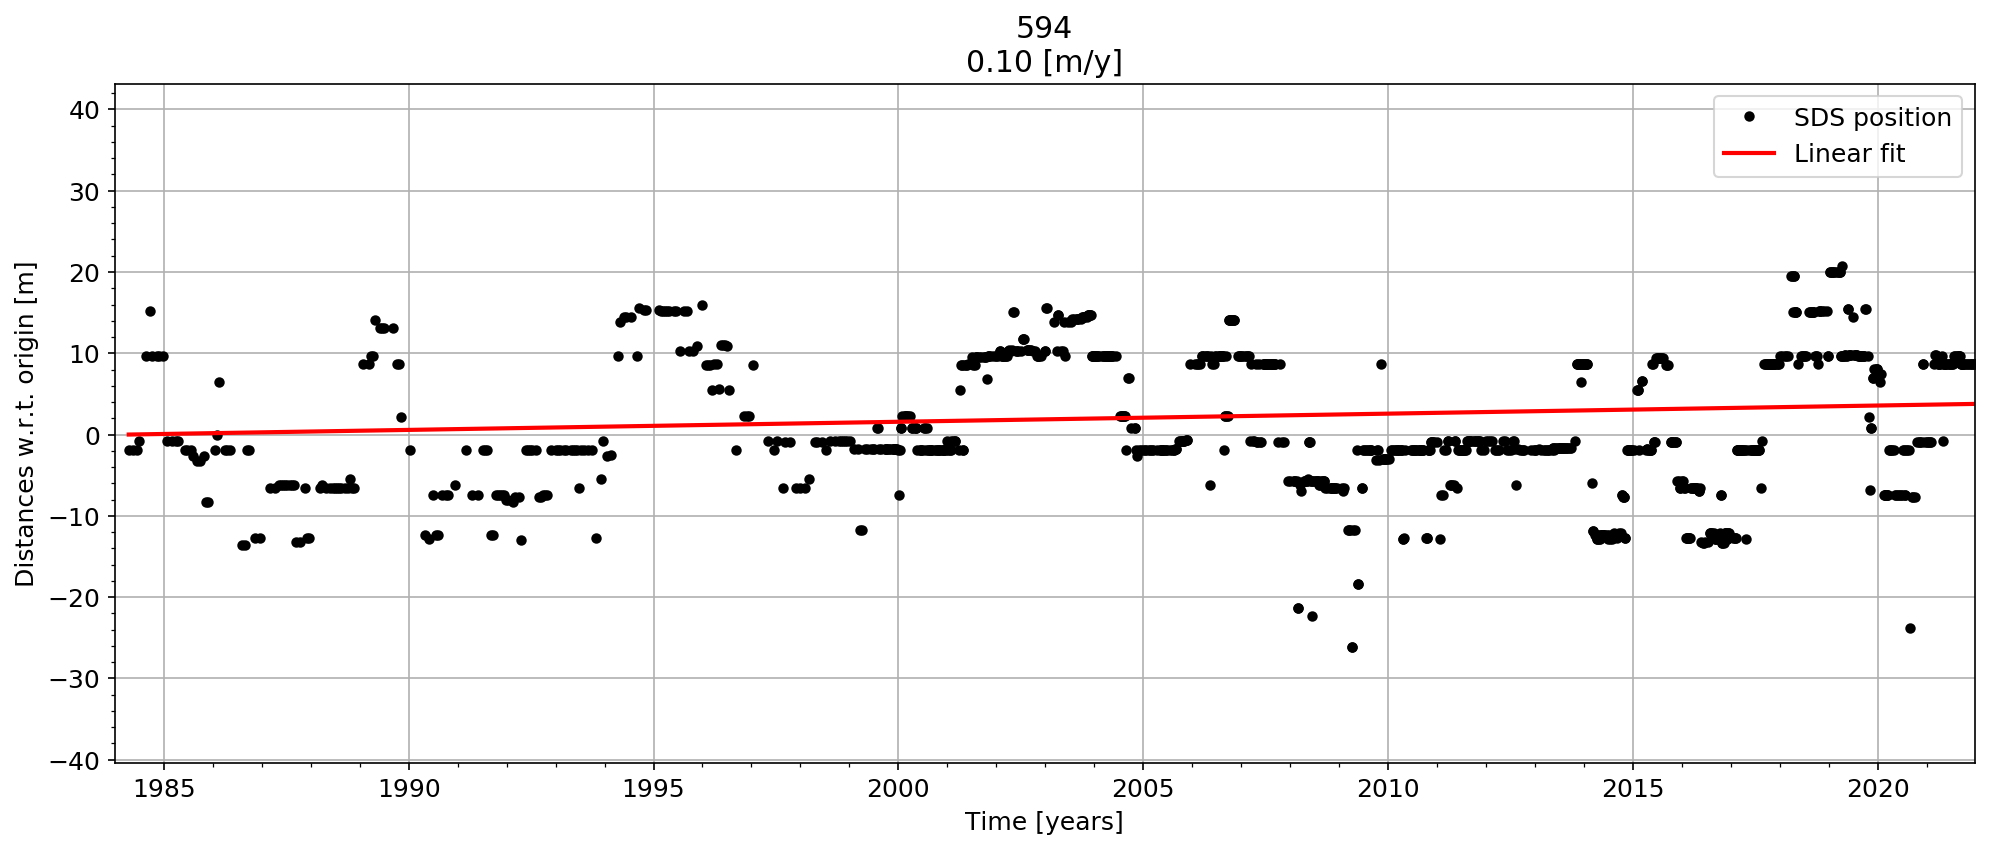 594
0.10 [m/y]
SDS position
Linear fit
Distances w.r.t. origin [m]
40
30
20
10
0
−10
−20
−30
−40
1985 1990 1995 2000 2005 2010 2015 2020
Time [years]